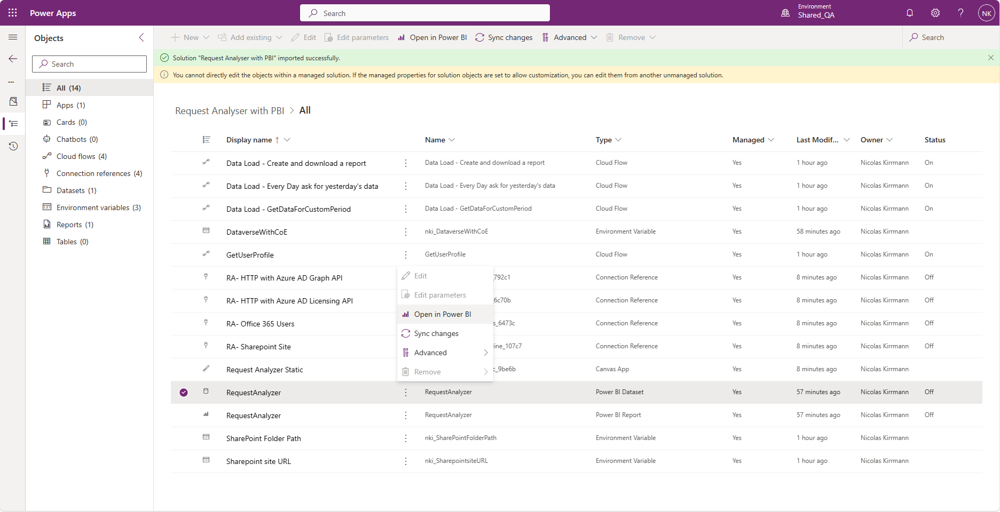 Power Apps
Search
Environment
Shared_QA
NK
Objects
New
Add existing
Edit
Edit parameters
Open in Power BI
Sync changes
Advanced
Remove
Search
Search
All (14)
Apps (1)
Cards (0)
Chatbots (0)
Cloud flows (4)
Connection references (4)
Datasets (1)
Environment variables (3)
Reports (1)
Tables (0)
Solution "Request Analyser with PBI" imported successfully.
You cannot directly edit the objects within a managed solution. If the managed properties for solution objects are set to allow customization, you can edit them from another unmanaged solution.
Request Analyser with PBI > All
Display name ↑ Name Type Managed Last Modif... Owner Status
Data Load - Create and download a report Data Load - Create and download a report Cloud Flow Yes 1 hour ago Nicolas Kirrmann On
Data Load - Every Day ask for yesterday's data Data Load - Every Day ask for yesterday's data Cloud Flow Yes 1 hour ago Nicolas Kirrmann On
Data Load - GetDataForCustomPeriod Data Load - GetDataForCustomPeriod Cloud Flow Yes 1 hour ago Nicolas Kirrmann On
DataverseWithCoE nki_DataverseWithCoE Environment Variable Yes 58 minutes ago Nicolas Kirrmann
GetUserProfile GetUserProfile Cloud Flow Yes 1 hour ago Nicolas Kirrmann On
RA- HTTP with Azure AD Graph API _792c1 Connection Reference Yes 8 minutes ago Nicolas Kirrmann Off
RA- HTTP with Azure AD Licensing API _6c70b Connection Reference Yes 8 minutes ago Nicolas Kirrmann Off
RA- Office 365 Users s_6473c Connection Reference Yes 8 minutes ago Nicolas Kirrmann Off
RA- Sharepoint Site line_107c7 Connection Reference Yes 8 minutes ago Nicolas Kirrmann Off
Request Analyzer Static c_9be6b Canvas App Yes 8 minutes ago Nicolas Kirrmann
RequestAnalyzer RequestAnalyzer Power BI Dataset Yes 57 minutes ago Nicolas Kirrmann Off
RequestAnalyzer RequestAnalyzer Power BI Report Yes 57 minutes ago Nicolas Kirrmann Off
SharePoint Folder Path nki_SharePointFolderPath Environment Variable Yes 1 hour ago Nicolas Kirrmann
Sharepoint site URL nki_SharepointsiteURL Environment Variable Yes 1 hour ago Nicolas Kirrmann
Edit
Edit parameters
Open in Power BI
Sync changes
Advanced
Remove